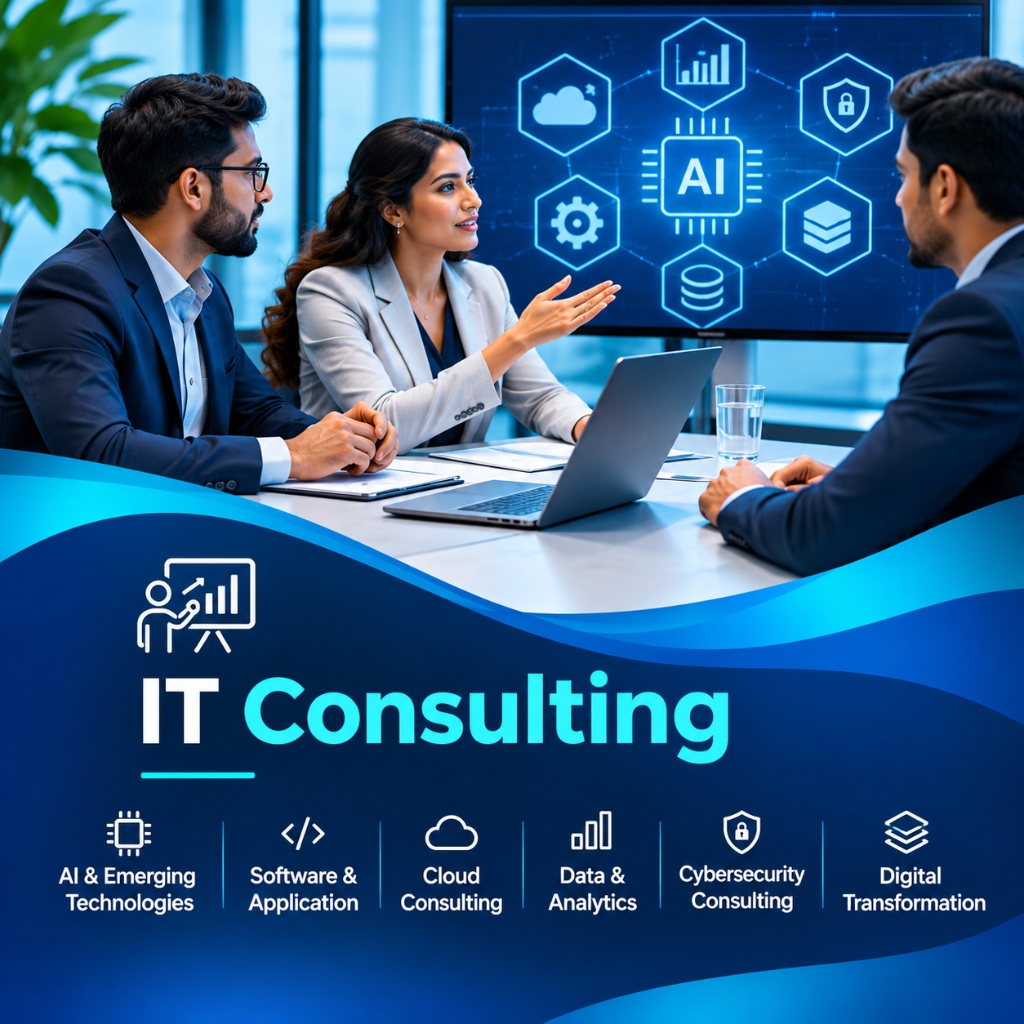 AI
IT Consulting
AI & Emerging
Technologies
Software &
Application
Cloud
Consulting
Data &
Analytics
Cybersecurity
Consulting
Digital
Transformation